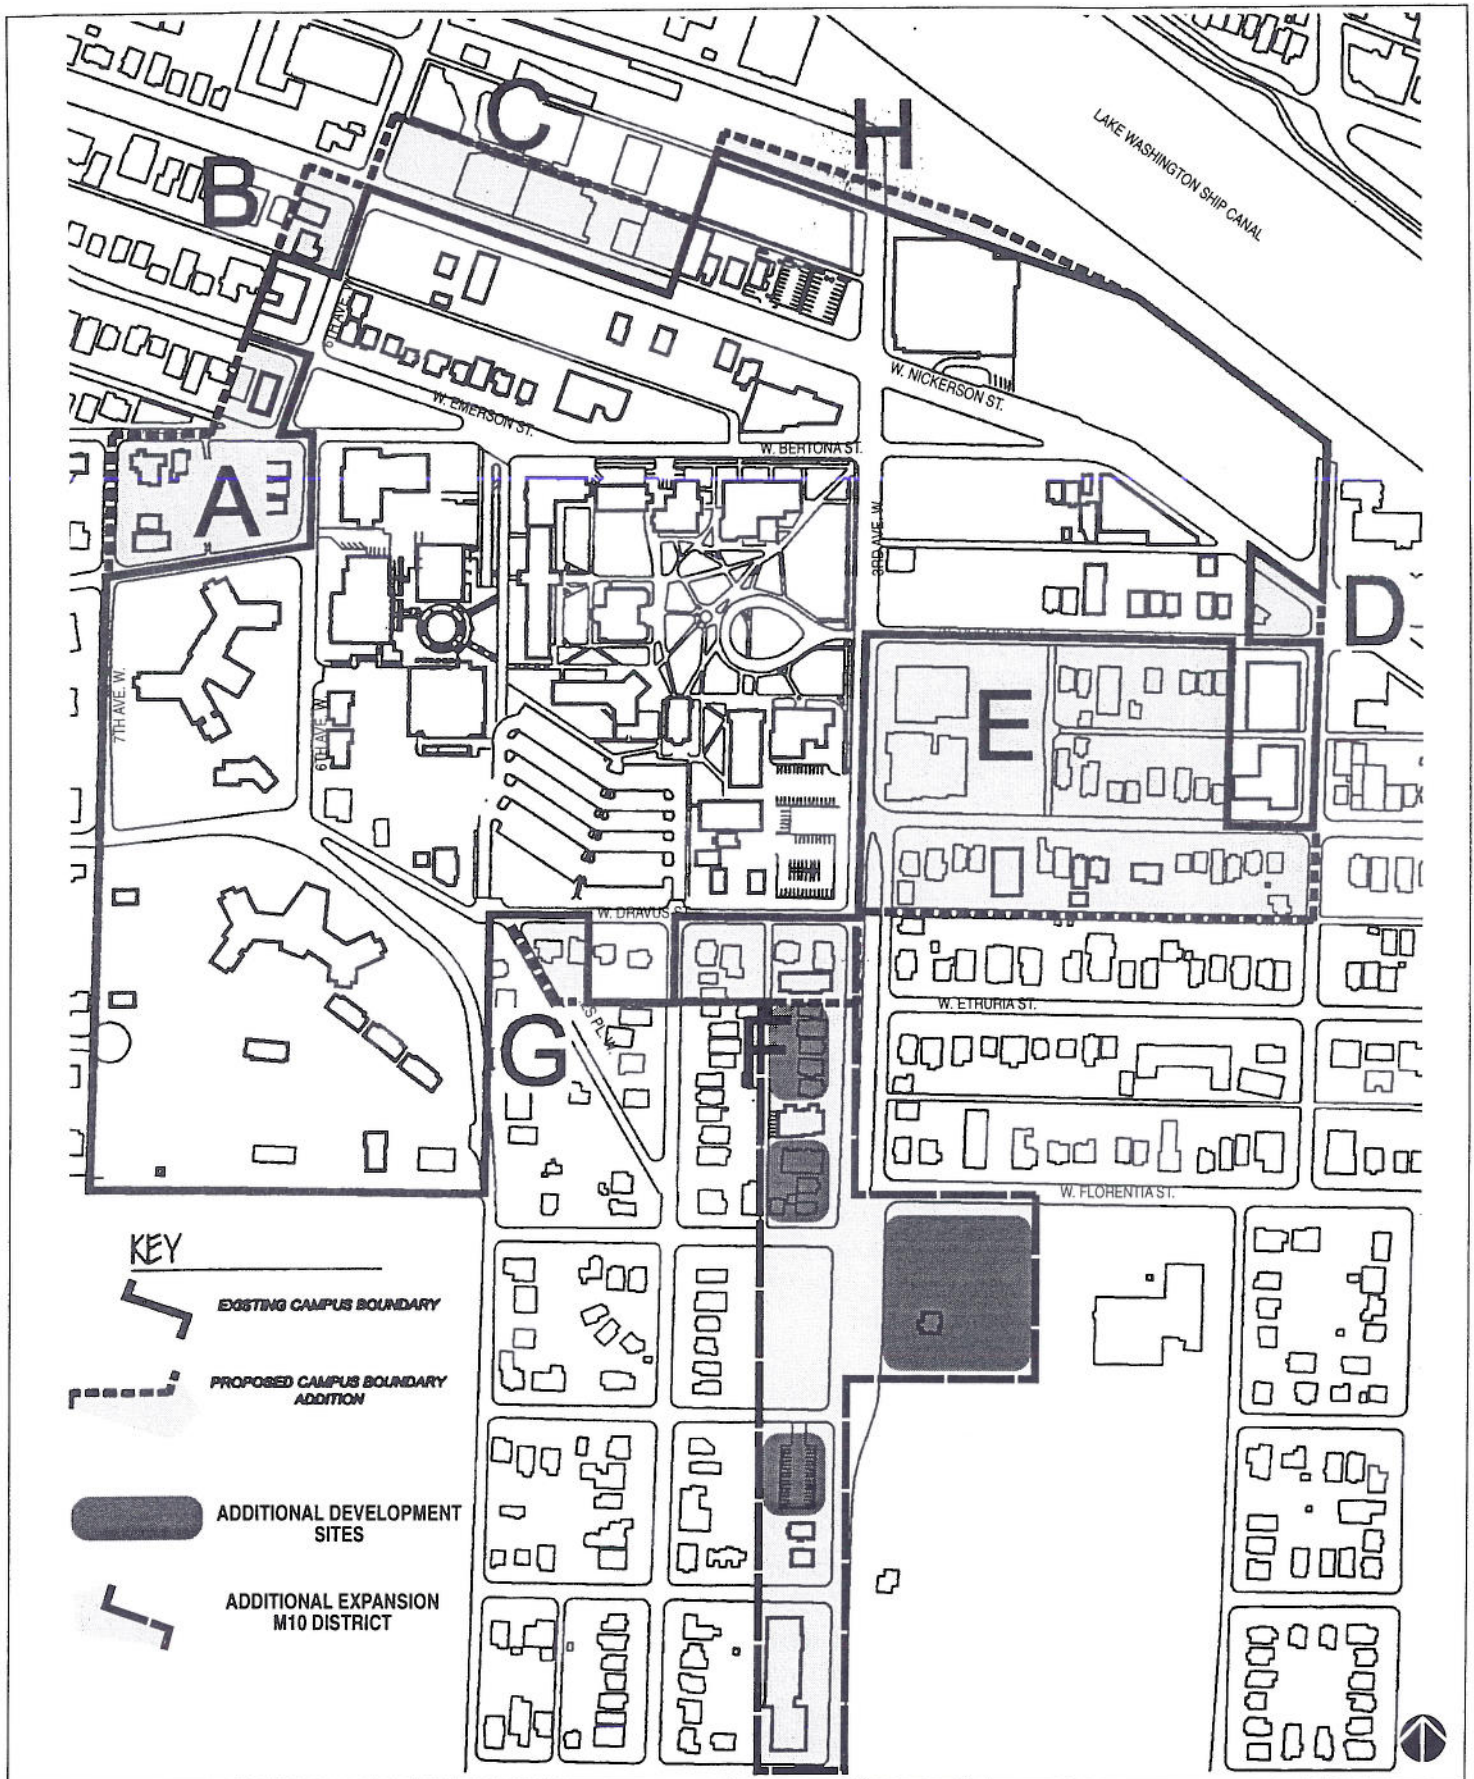 C
H
LAKE WASHINGTON SHIP CANAL
B
6TH AVE. W.
W. NICKERSON ST.
W. EMERSON ST.
W. BERTONA ST.
A
3RD AVE. W.
D
7TH AVE. W.
6TH AVE. W.
E
W. DRAVUS ST.
W. ETRURIA ST.
G
F
PL. W.
W. FLORENTIA ST.
KEY
EXISTING CAMPUS BOUNDARY
PROPOSED CAMPUS BOUNDARY
ADDITION
ADDITIONAL DEVELOPMENT
SITES
ADDITIONAL EXPANSION
M10 DISTRICT